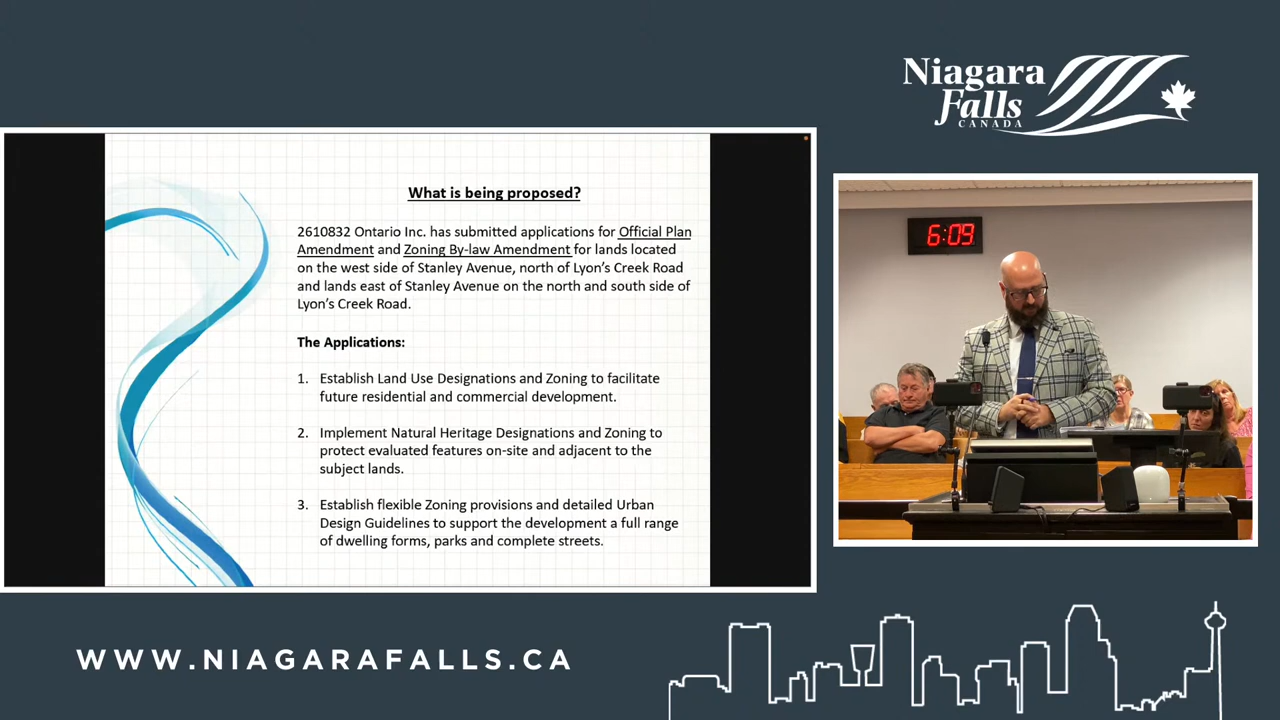 Niagara
Falls
CANADA
What is being proposed?
2610832 Ontario Inc. has submitted applications for Official Plan
Amendment and Zoning By-law Amendment for lands located
on the west side of Stanley Avenue, north of Lyon's Creek Road
and lands east of Stanley Avenue on the north and south side of
Lyon's Creek Road.
The Applications:
1. Establish Land Use Designations and Zoning to facilitate
future residential and commercial development.
2. Implement Natural Heritage Designations and Zoning to
protect evaluated features on-site and adjacent to the
subject lands.
3. Establish flexible Zoning provisions and detailed Urban
Design Guidelines to support the development a full range
of dwelling forms, parks and complete streets.
6:09
WWW.NIAGARAFALLS.CA